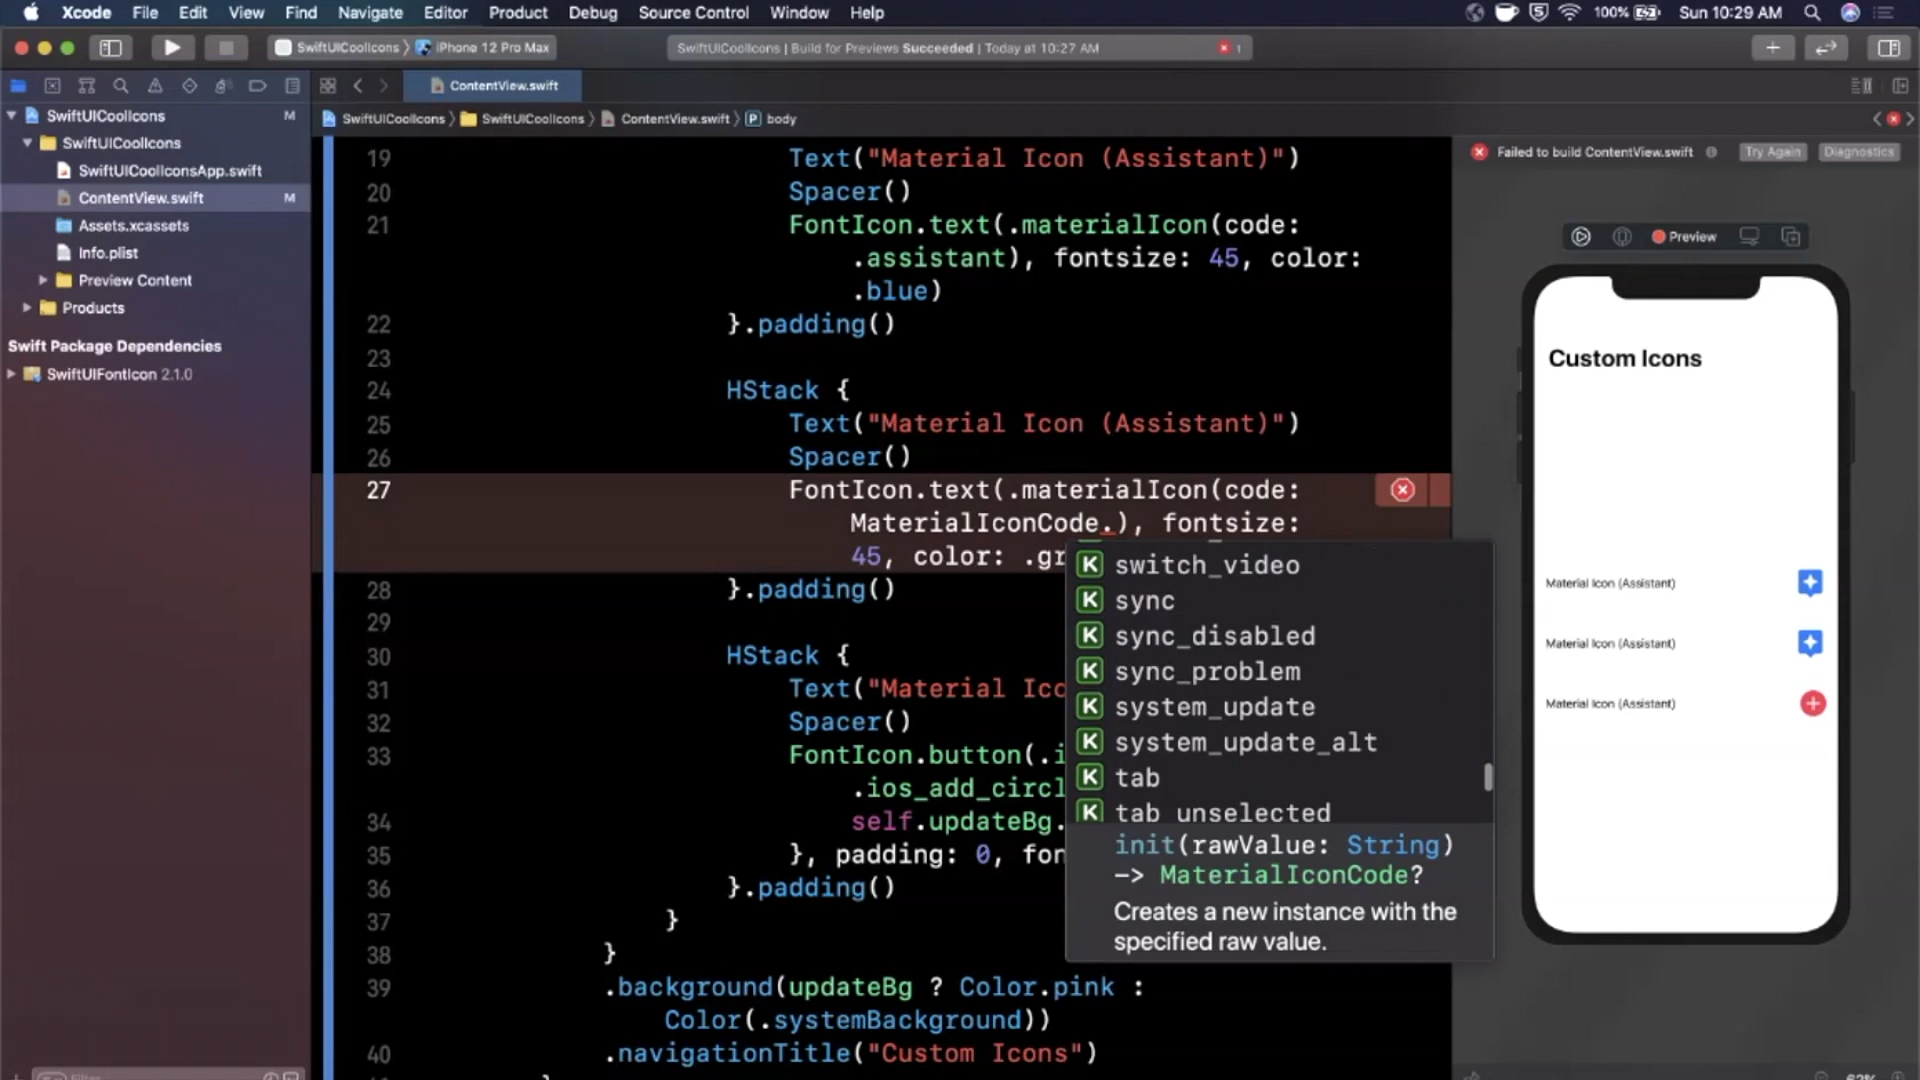 Xcode File Edit View Find Navigate Editor Product Debug Source Control Window Help 100% Sun 10:29 AM
SwiftUICoolIcons iPhone 12 Pro Max SwiftUICoolIcons | Build for Previews Succeeded | Today at 10:27 AM 1
ContentView.swift
SwiftUICoolIcons M
SwiftUICoolIcons
SwiftUICoolIconsApp.swift
ContentView.swift M
Assets.xcassets
Info.plist
Preview Content
Products
Swift Package Dependencies
SwiftUIFontIcon 2.1.0
SwiftUICoolIcons SwiftUICoolIcons ContentView.swift P body
19 Text("Material Icon (Assistant)")
20 Spacer()
21 FontIcon.text(.materialIcon(code:
.assistant), fontsize: 45, color:
.blue)
22 }.padding()
23
24 HStack {
25 Text("Material Icon (Assistant)")
26 Spacer()
27 FontIcon.text(.materialIcon(code:
MaterialIconCode.), fontsize:
45, color: .gr
28 }.padding()
29
30 HStack {
31 Text("Material Ico
32 Spacer()
33 FontIcon.button(.i
.ios_add_circl
34 self.updateBg.
35 }, padding: 0, fon
36 }.padding()
37 }
38 }
39 .background(updateBg ? Color.pink :
Color(.systemBackground))
40 .navigationTitle("Custom Icons")
K switch_video
K sync
K sync_disabled
K sync_problem
K system_update
K system_update_alt
K tab
K tab_unselected
init(rawValue: String)
-> MaterialIconCode?
Creates a new instance with the
specified raw value.
Failed to build ContentView.swift Try Again Diagnostics
Preview
Custom Icons
Material Icon (Assistant)
Material Icon (Assistant)
Material Icon (Assistant)